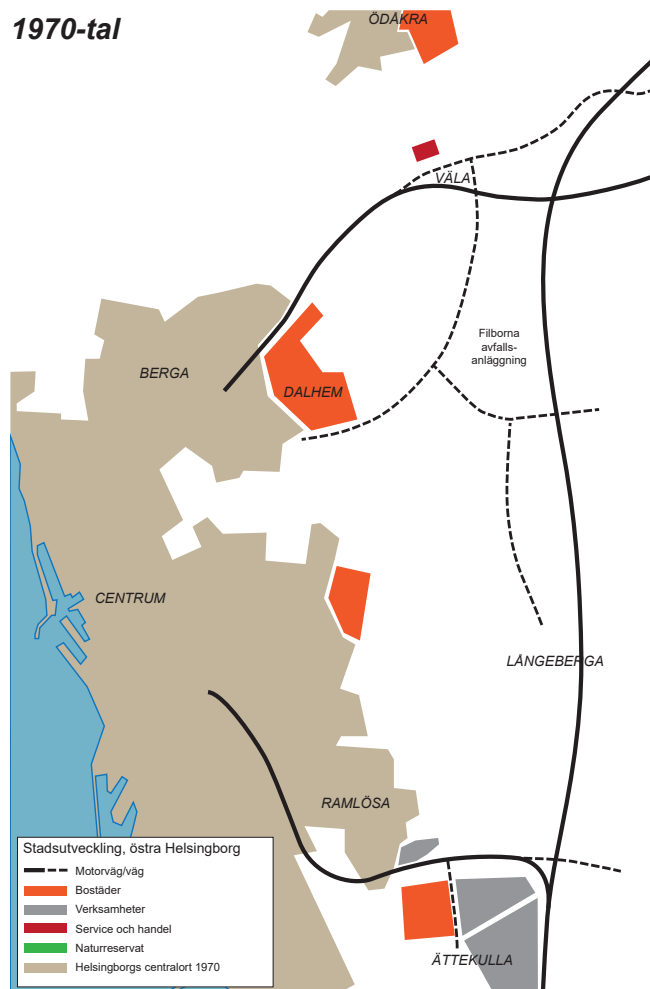 1970-tal
ÖDÅKRA
VÄLA
Filborna
avfalls-
anläggning
BERGA
DALHEM
CENTRUM
LÅNGEBERGA
RAMLÖSA
Stadsutveckling, östra Helsingborg
Motorväg/väg
Bostäder
Verksamheter
Service och handel
Naturreservat
Helsingborgs centralort 1970
ÄTTEKULLA